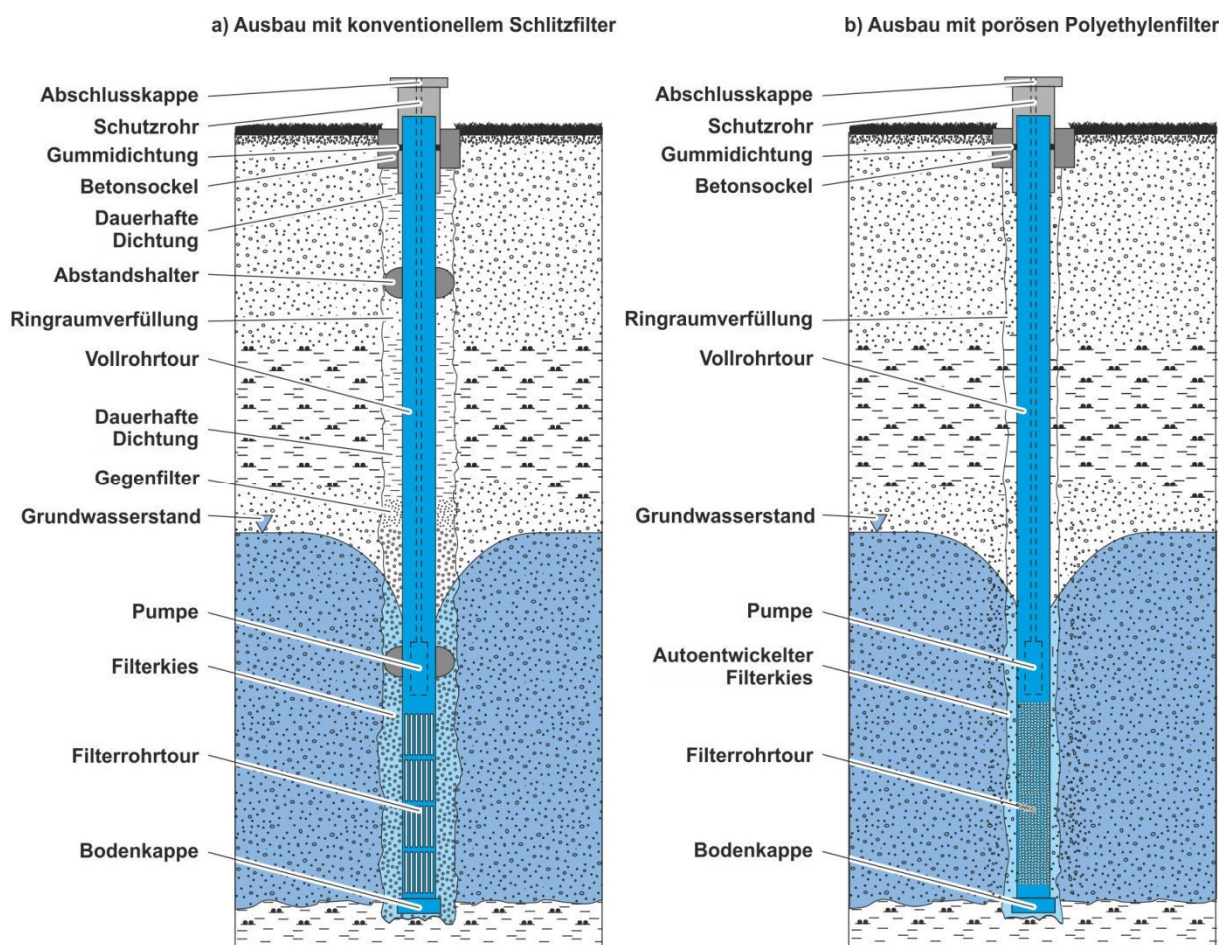 a) Ausbau mit konventionellem Schlitzfilter
Abschlusskappe
Schutzrohr
Gummidichtung
Betonsockel
Dauerhafte
Dichtung
Abstandshalter
Ringraumverfüllung
Vollrohrtour
Dauerhafte
Dichtung
Gegenfilter
Grundwasserstand
Pumpe
Filterkies
Filterrohrtour
Bodenkappe
b) Ausbau mit porösen Polyethylenfilter
Abschlusskappe
Schutzrohr
Gummidichtung
Betonsockel
Ringraumverfüllung
Vollrohrtour
Grundwasserstand
Pumpe
Autoentwickelter
Filterkies
Filterrohrtour
Bodenkappe